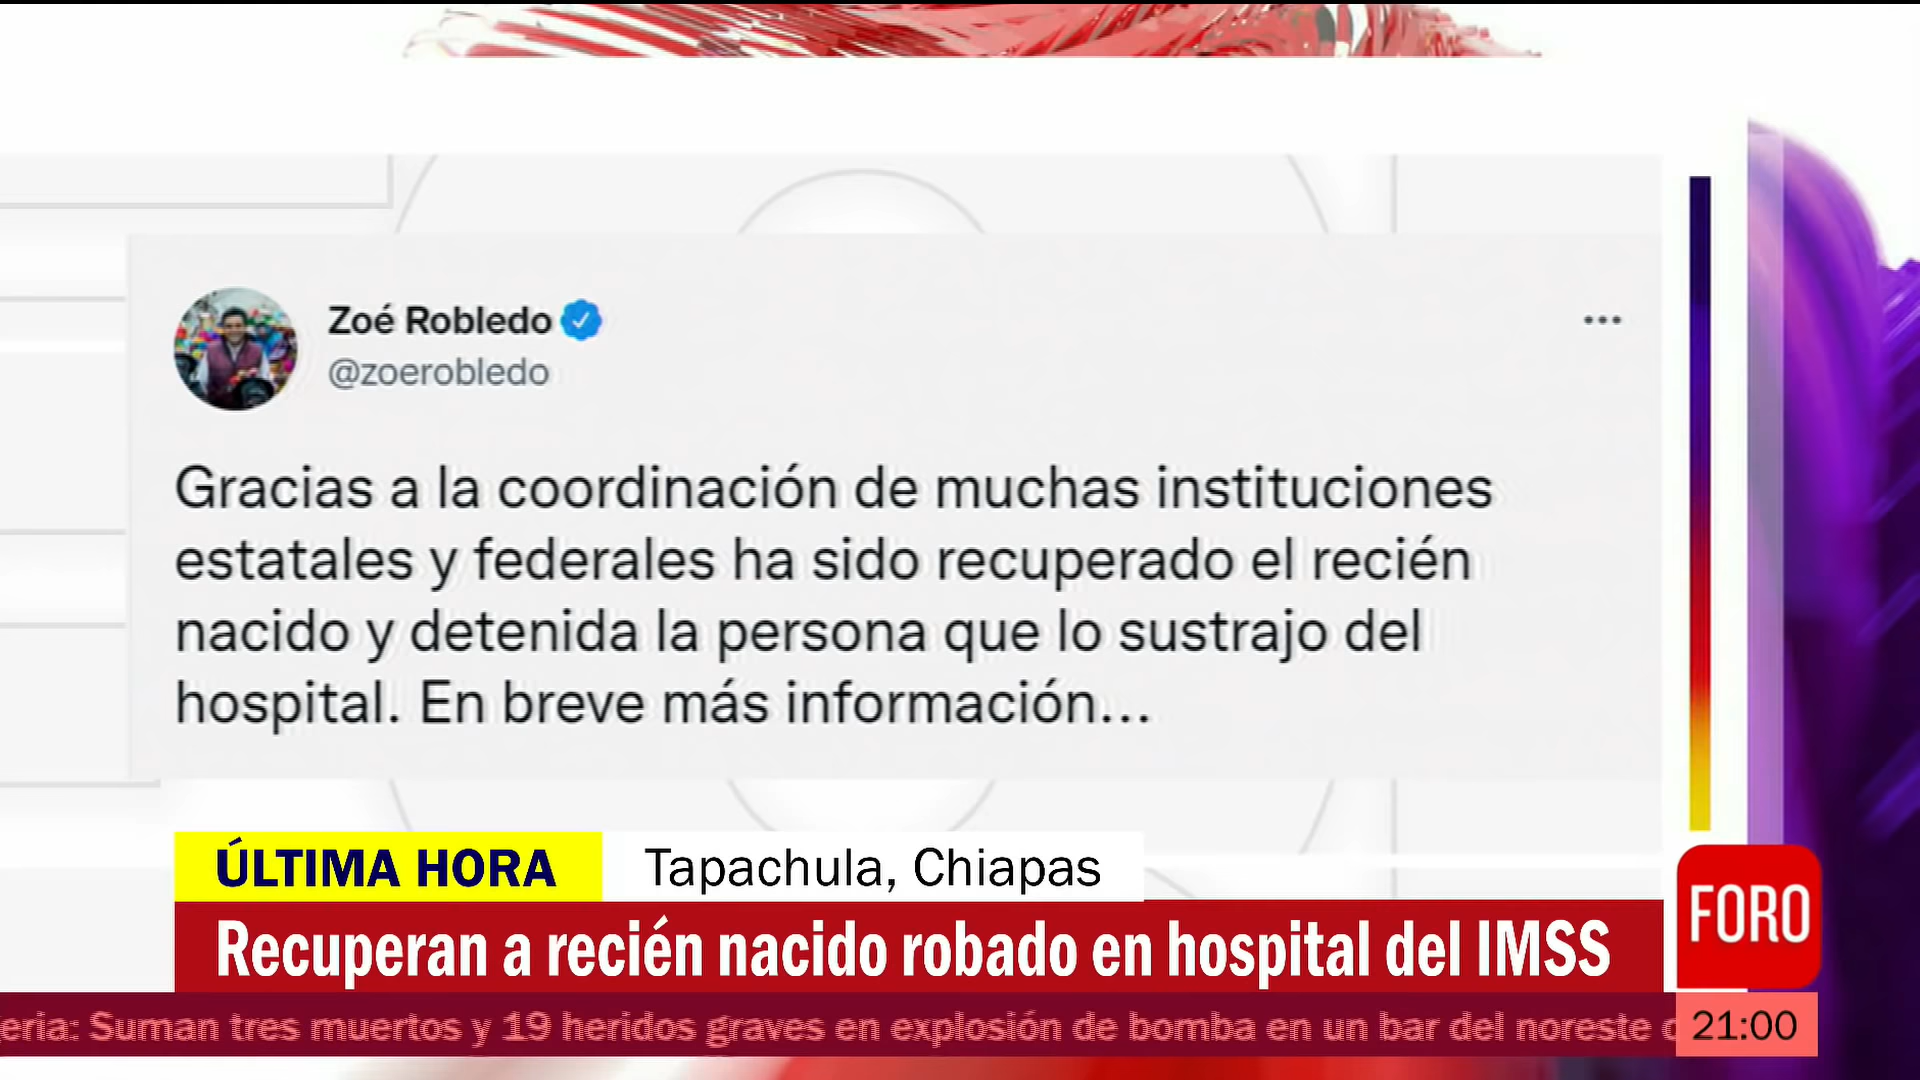 Zoé Robledo
@zoerobledo
Gracias a la coordinación de muchas instituciones
estatales y federales ha sido recuperado el recién
nacido y detenida la persona que lo sustrajo del
hospital. En breve más información...
ÚLTIMA HORA
Tapachula, Chiapas
Recuperan a recién nacido robado en hospital del IMSS
FORO
eria: Suman tres muertos y 19 heridos graves en explosión de bomba en un bar del noreste
21:00